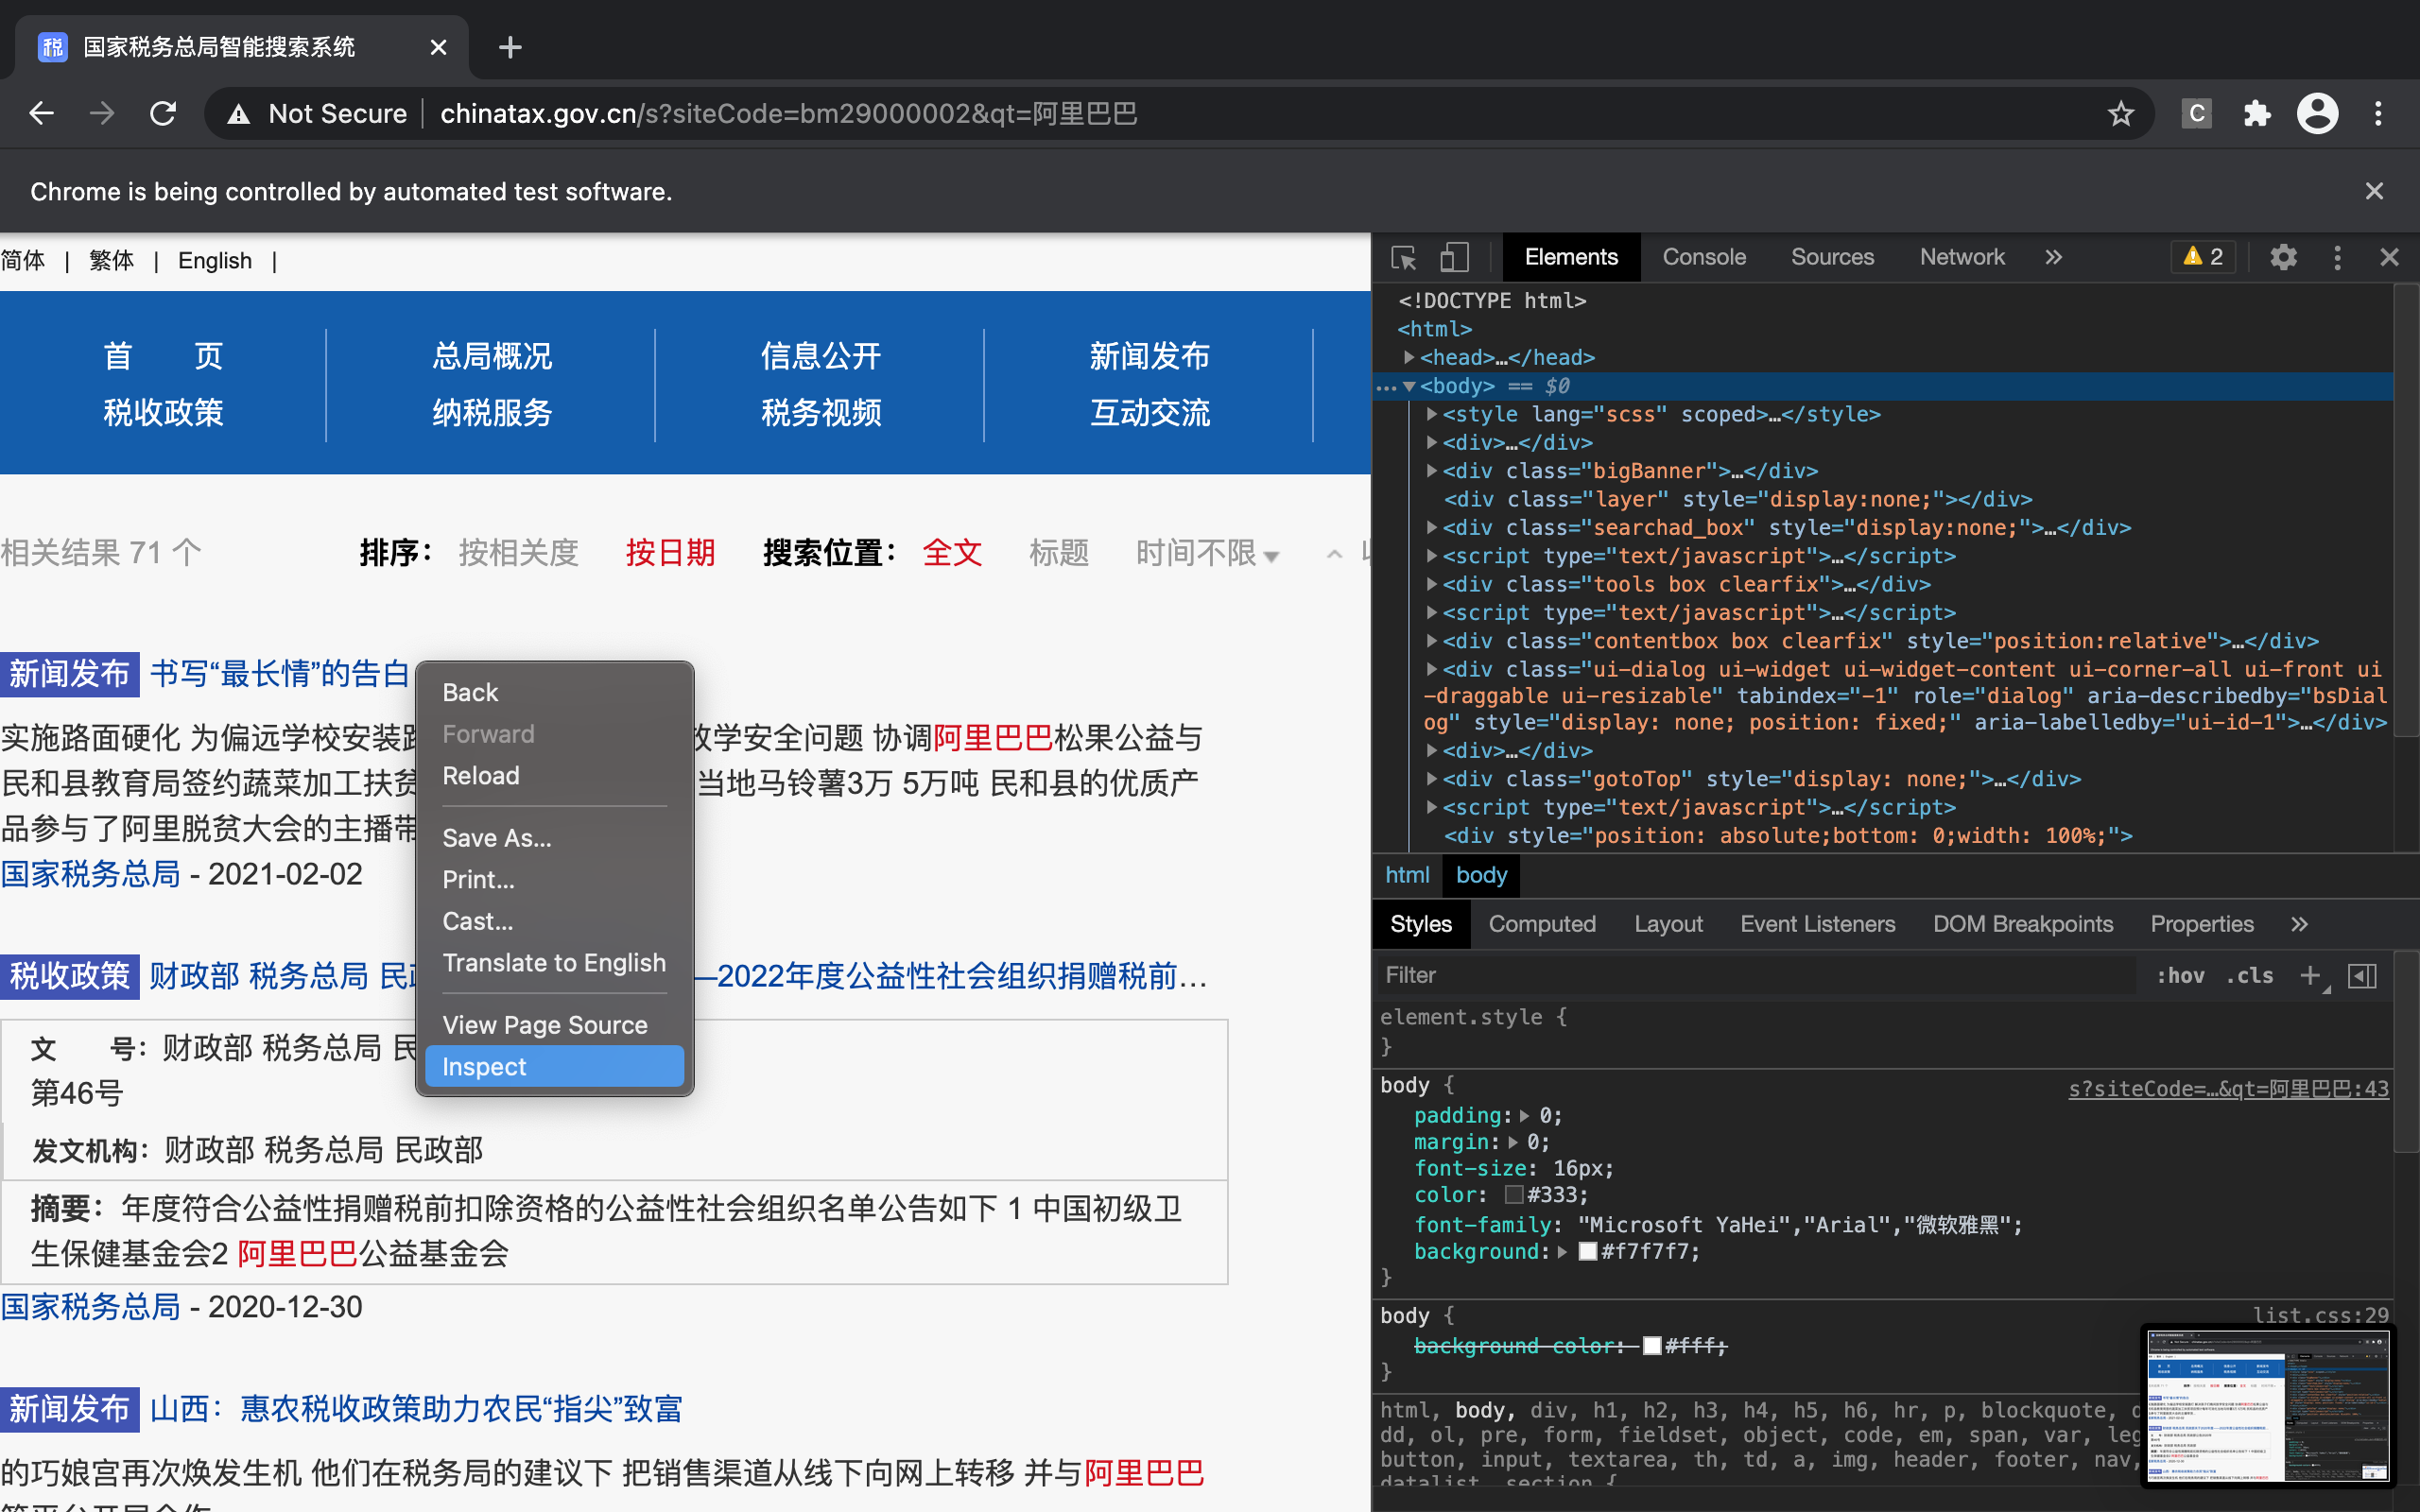 国家税务总局智能搜索系统
Not Secure | chinatax.gov.cn/s?siteCode=bm29000002&qt=阿里巴巴
C
Chrome is being controlled by automated test software.
简体 | 繁体 | English |
首 页 总局概况 信息公开 新闻发布
税收政策 纳税服务 税务视频 互动交流
相关结果 71 个 排序： 按相关度 按日期 搜索位置： 全文 标题 时间不限
新闻发布 书写“最长情”的告白
实施路面硬化 为偏远学校安装 学安全问题 协调阿里巴巴松果公益与
民和县教育局签约蔬菜加工扶贫 当地马铃薯3万 5万吨 民和县的优质产
品参与了阿里脱贫大会的主播带
国家税务总局 - 2021-02-02
税收政策 财政部 税务总局 民 —2022年度公益性社会组织捐赠税前…
文 号：财政部 税务总局 民
第46号
发文机构：财政部 税务总局 民政部
摘要：年度符合公益性捐赠税前扣除资格的公益性社会组织名单公告如下 1 中国初级卫
生保健基金会2 阿里巴巴公益基金会
国家税务总局 - 2020-12-30
新闻发布 山西：惠农税收政策助力农民“指尖”致富
的巧娘宫再次焕发生机 他们在税务局的建议下 把销售渠道从线下向网上转移 并与阿里巴巴
Back
Forward
Reload
Save As...
Print...
Cast...
Translate to English
View Page Source
Inspect
Elements Console Sources Network » 2
<!DOCTYPE html>
<html>
<head>…</head>
… <body> == $0
<style lang="scss" scoped>…</style>
<div>…</div>
<div class="bigBanner">…</div>
<div class="layer" style="display:none;"></div>
<div class="searchad_box" style="display:none;">…</div>
<script type="text/javascript">…</script>
<div class="tools box clearfix">…</div>
<script type="text/javascript">…</script>
<div class="contentbox box clearfix" style="position:relative">…</div>
<div class="ui-dialog ui-widget ui-widget-content ui-corner-all ui-front ui
-draggable ui-resizable" tabindex="-1" role="dialog" aria-describedby="bsDial
og" style="display: none; position: fixed;" aria-labelledby="ui-id-1">…</div>
<div>…</div>
<div class="gotoTop" style="display: none;">…</div>
<script type="text/javascript">…</script>
<div style="position: absolute;bottom: 0;width: 100%;">
html body
Styles Computed Layout Event Listeners DOM Breakpoints Properties »
Filter :hov .cls +
element.style {
}
body { s?siteCode=…&qt=阿里巴巴:43
padding: 0;
margin: 0;
font-size: 16px;
color: #333;
font-family: "Microsoft YaHei","Arial","微软雅黑";
background: #f7f7f7;
}
body { list.css:29
background-color: #fff;
}
html, body, div, h1, h2, h3, h4, h5, h6, hr, p, blockquote,
dd, ol, pre, form, fieldset, object, code, em, span, var,
button, input, textarea, th, td, a, img, header, footer, nav,
datalist, section {